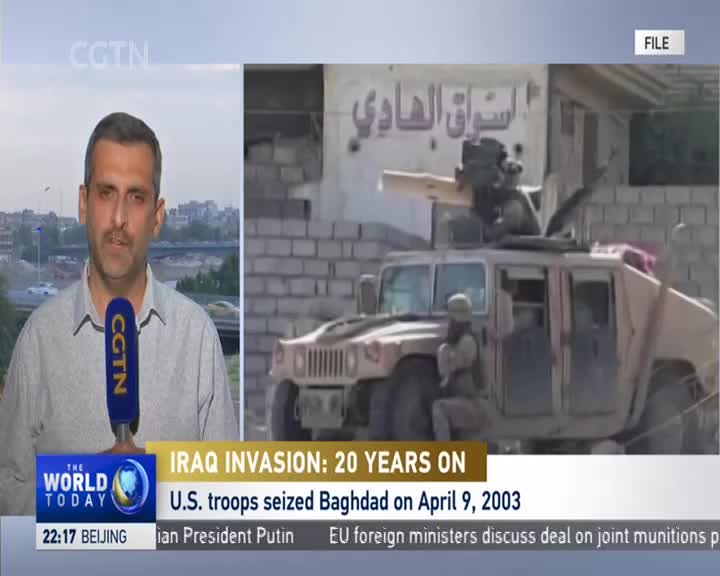 CGTN
FILE
اسواق الهادي
CGTN
IRAQ INVASION: 20 YEARS ON
U.S. troops seized Baghdad on April 9, 2003
THE
WORLD
TODAY
22:17 BEIJING
ian President Putin EU foreign ministers discuss deal on joint munitions p